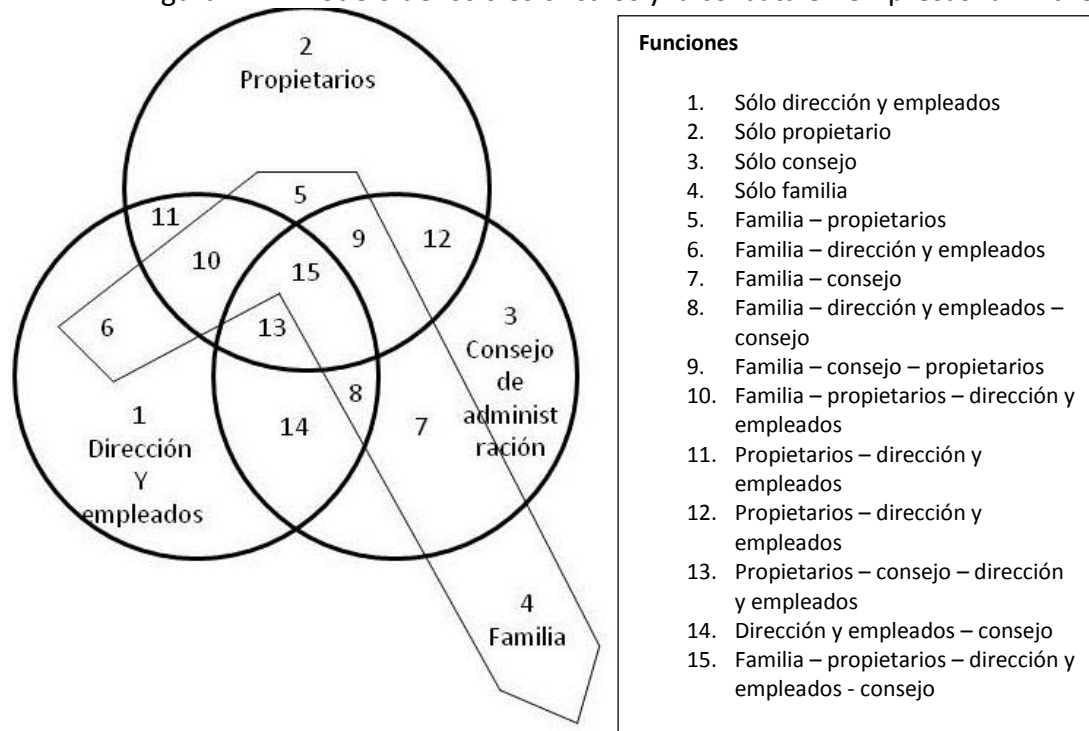 2
Propietarios
5
11
9
12
10
15
6
13
3
Consejo
de
administ
ración
8
1
Dirección
Y
empleados
14
7
4
Familia
Funciones
1. Sólo dirección y empleados
2. Sólo propietario
3. Sólo consejo
4. Sólo familia
5. Familia – propietarios
6. Familia – dirección y empleados
7. Familia – consejo
8. Familia – dirección y empleados –
consejo
9. Familia – consejo – propietarios
10. Familia – propietarios – dirección y
empleados
11. Propietarios – dirección y
empleados
12. Propietarios – dirección y
empleados
13. Propietarios – consejo – dirección
y empleados
14. Dirección y empleados – consejo
15. Familia – propietarios – dirección y
empleados - consejo